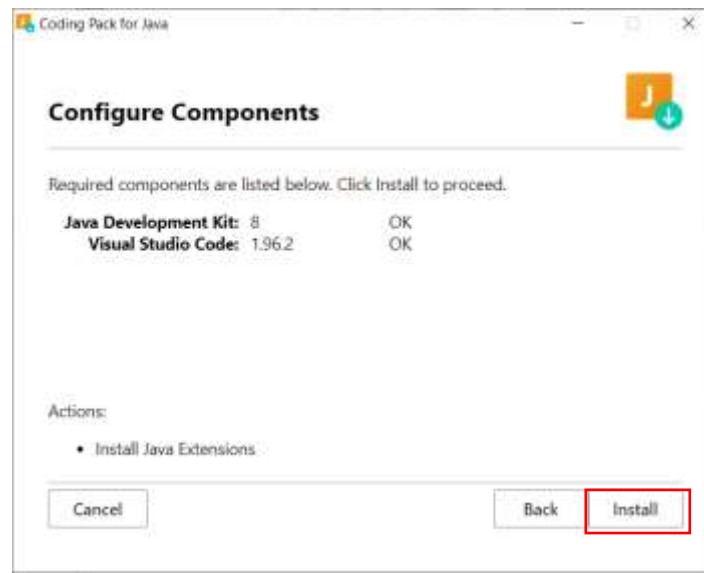 Coding Pack for Java
Configure Components
J
Required components are listed below. Click Install to proceed.
Java Development Kit: 8 OK
Visual Studio Code: 1.96.2 OK
Actions:
• Install Java Extensions
Cancel Back Install